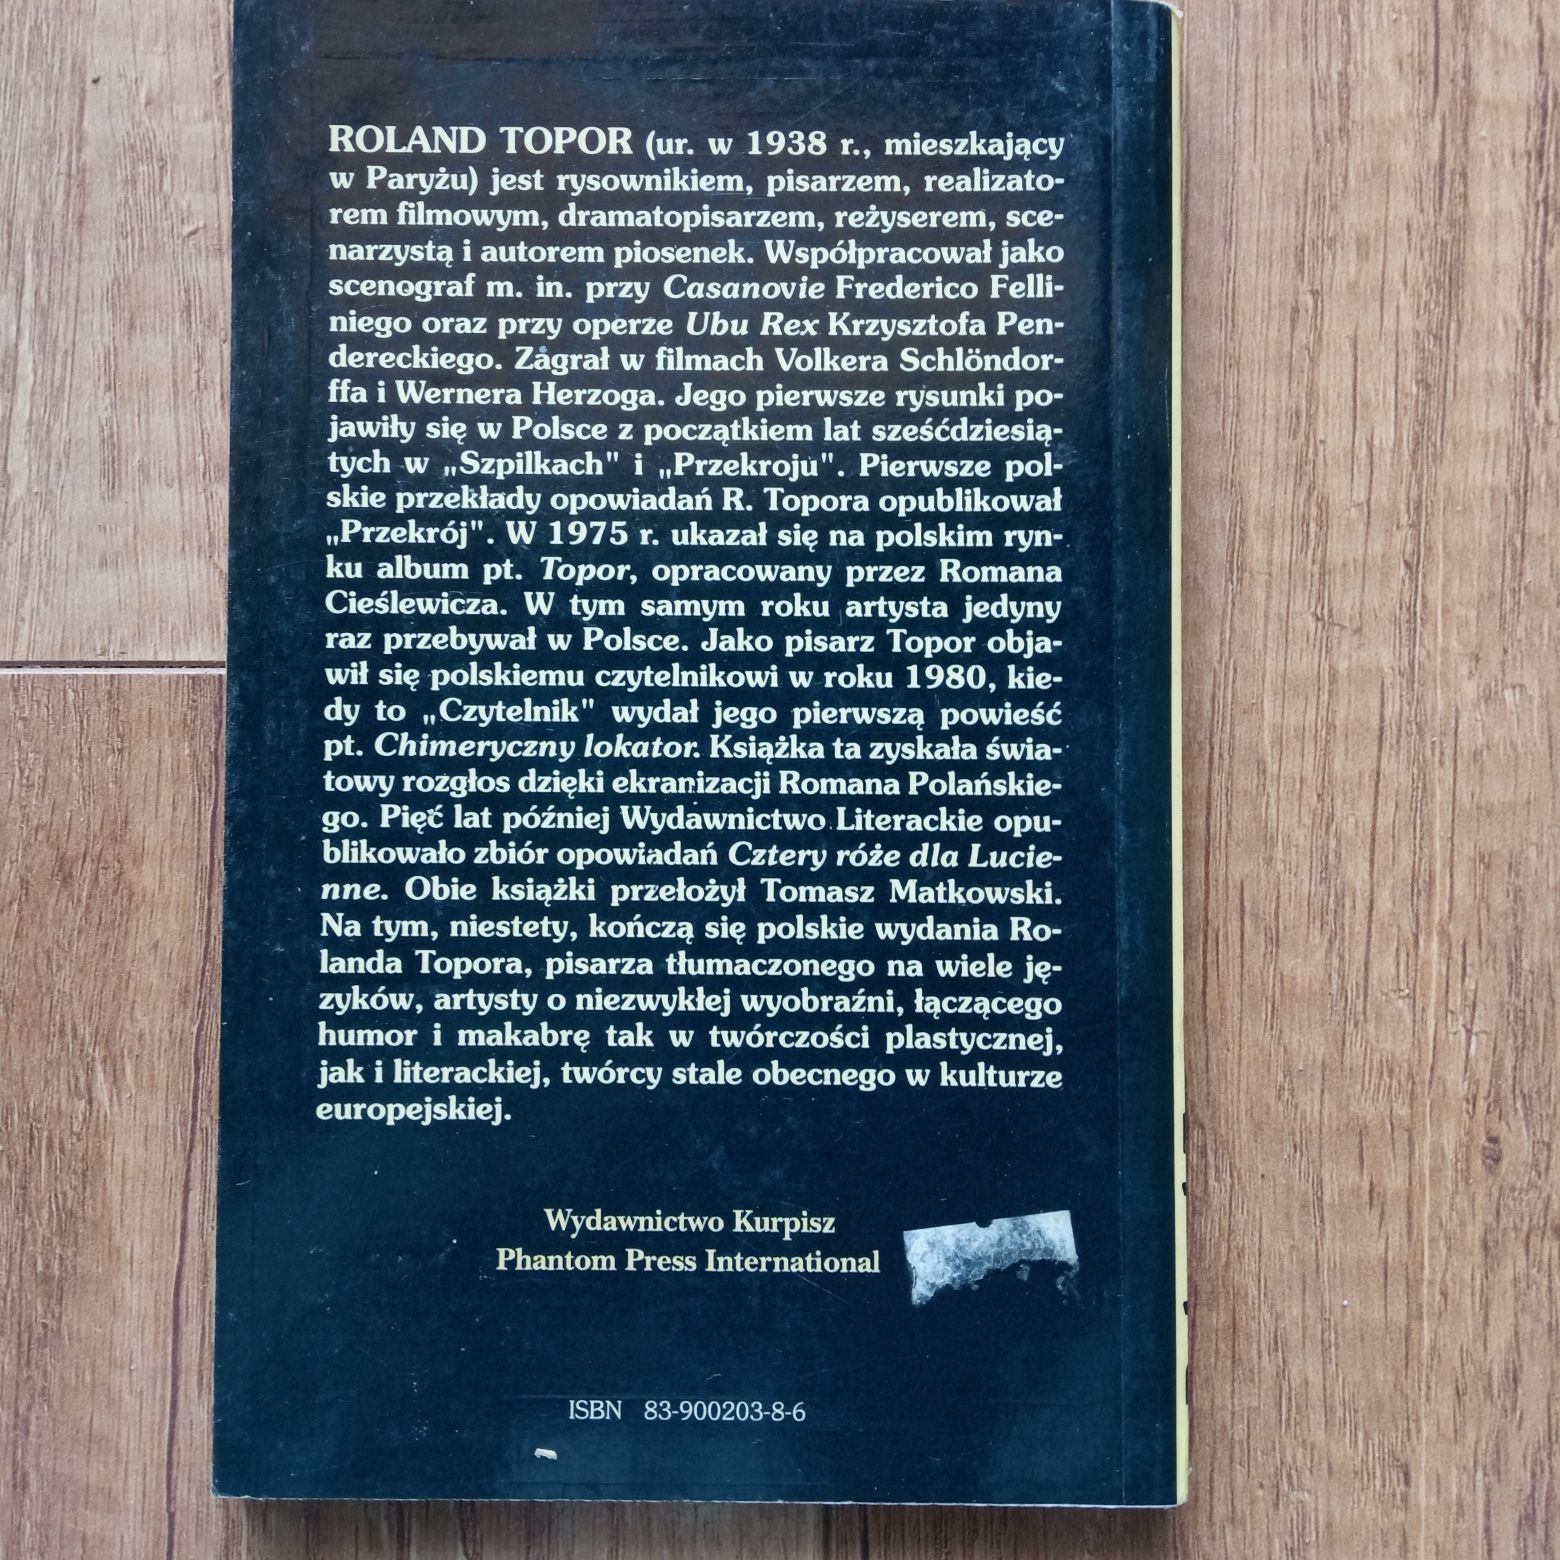 ROLAND TOPOR (ur. w 1938 r., mieszkający
w Paryżu) jest rysownikiem, pisarzem, realizato-
rem filmowym, dramatopisarzem, reżyserem, sce-
narzystą i autorem piosenek. Współpracował jako
scenograf m. in. przy Casanovie Frederico Felli-
niego oraz przy operze Ubu Rex Krzysztofa Pen-
dereckiego. Zagrał w filmach Volkera Schlöndor-
ffa i Wernera Herzoga. Jego pierwsze rysunki po-
jawiły się w Polsce z początkiem lat sześćdziesią-
tych w „Szpilkach" i „Przekroju". Pierwsze pol-
skie przekłady opowiadań R. Topora opublikował
„Przekrój". W 1975 r. ukazał się na polskim ryn-
ku album pt. Topor, opracowany przez Romana
Cieślewicza. W tym samym roku artysta jedyny
raz przebywał w Polsce. Jako pisarz Topor obja-
wił się polskiemu czytelnikowi w roku 1980, kie-
dy to „Czytelnik" wydał jego pierwszą powieść
pt. Chimeryczny lokator. Książka ta zyskała świa-
towy rozgłos dzięki ekranizacji Romana Polańskie-
go. Pięć lat później Wydawnictwo Literackie opu-
blikowało zbiór opowiadań Cztery róże dla Lucie-
nne. Obie książki przełożył Tomasz Matkowski.
Na tym, niestety, kończą się polskie wydania Ro-
landa Topora, pisarza tłumaczonego na wiele ję-
zyków, artysty o niezwykłej wyobraźni, łączącego
humor i makabrę tak w twórczości plastycznej,
jak i literackiej, twórcy stale obecnego w kulturze
europejskiej.
Wydawnictwo Kurpisz
Phantom Press International
ISBN 83-900203-8-6